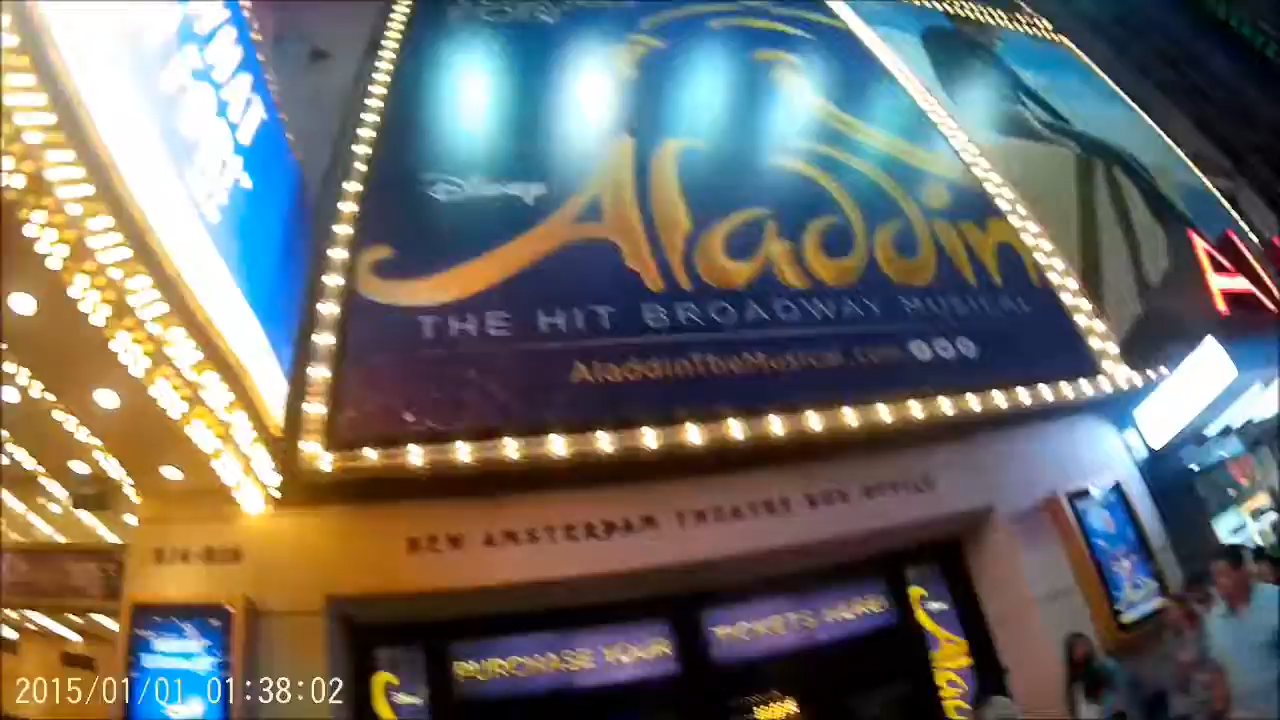 Disney
Aladdin
THE HIT BROADWAY MUSICAL
AladdinTheMusical.com
NEW AMSTERDAM THEATRE BOX OFFICE
PURCHASE YOUR
TICKETS HERE!
Alad
A
2015/01/01 01:38:02